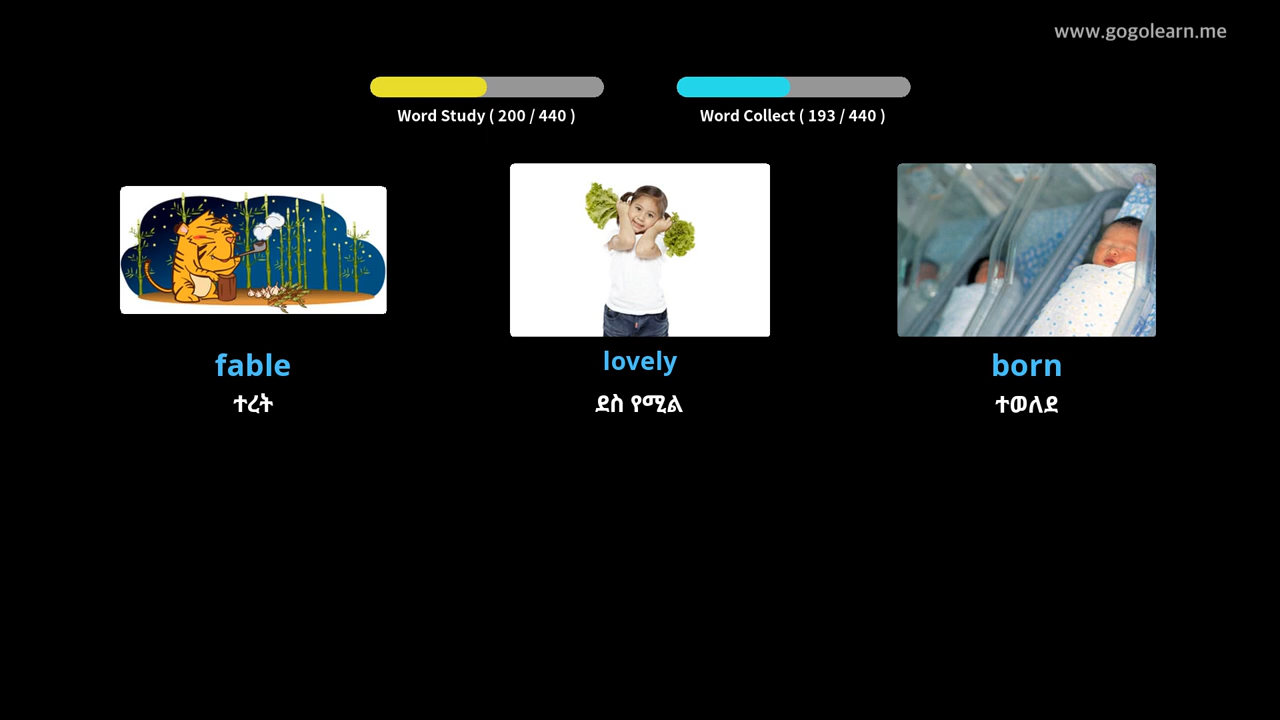 www.gogolearn.me
Word Study ( 200 / 440 )
Word Collect ( 193 / 440 )
fable
lovely
born
ተረት
ደስ የሚል
ተወለደ